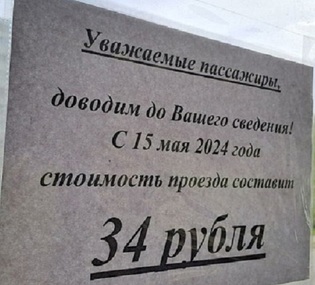 Уважаемые пассажиры,
доводим до Вашего сведения!
С 15 мая 2024 года
стоимость проезда составит
34 рубля